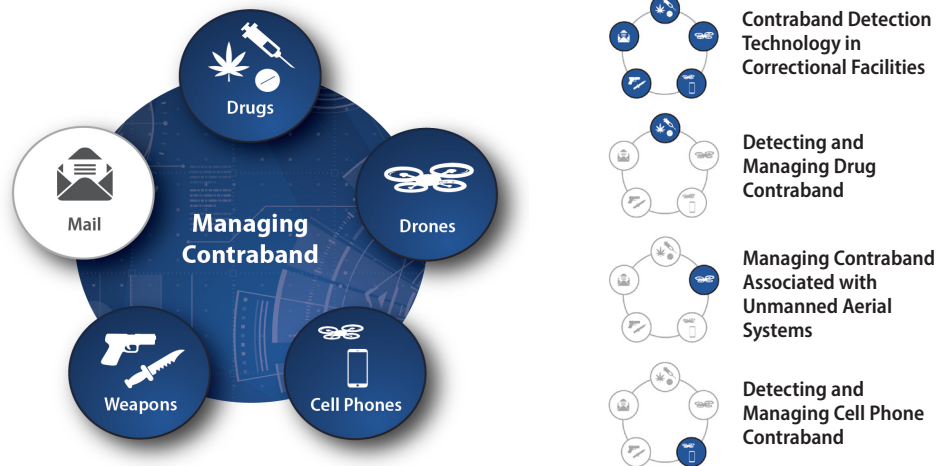 Drugs
Mail
Drones
Managing
Contraband
Weapons
Cell Phones
Contraband Detection
Technology in
Correctional Facilities
Detecting and
Managing Drug
Contraband
Managing Contraband
Associated with
Unmanned Aerial
Systems
Detecting and
Managing Cell Phone
Contraband